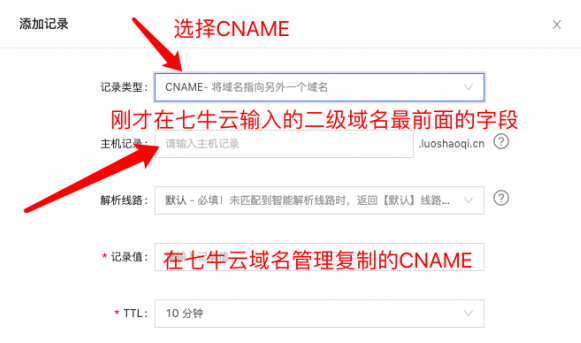 添加记录
选择CNAME
记录类型: CNAME- 将域名指向另外一个域名
刚才在七牛云输入的二级域名最前面的字段
主机记录: 请输入主机记录 .luoshaoqi.cn ?
解析线路: 默认 - 必填！未匹配到智能解析线路时，返回【默认】线路... ?
* 记录值:
在七牛云域名管理复制的CNAME
* TTL: 10 分钟